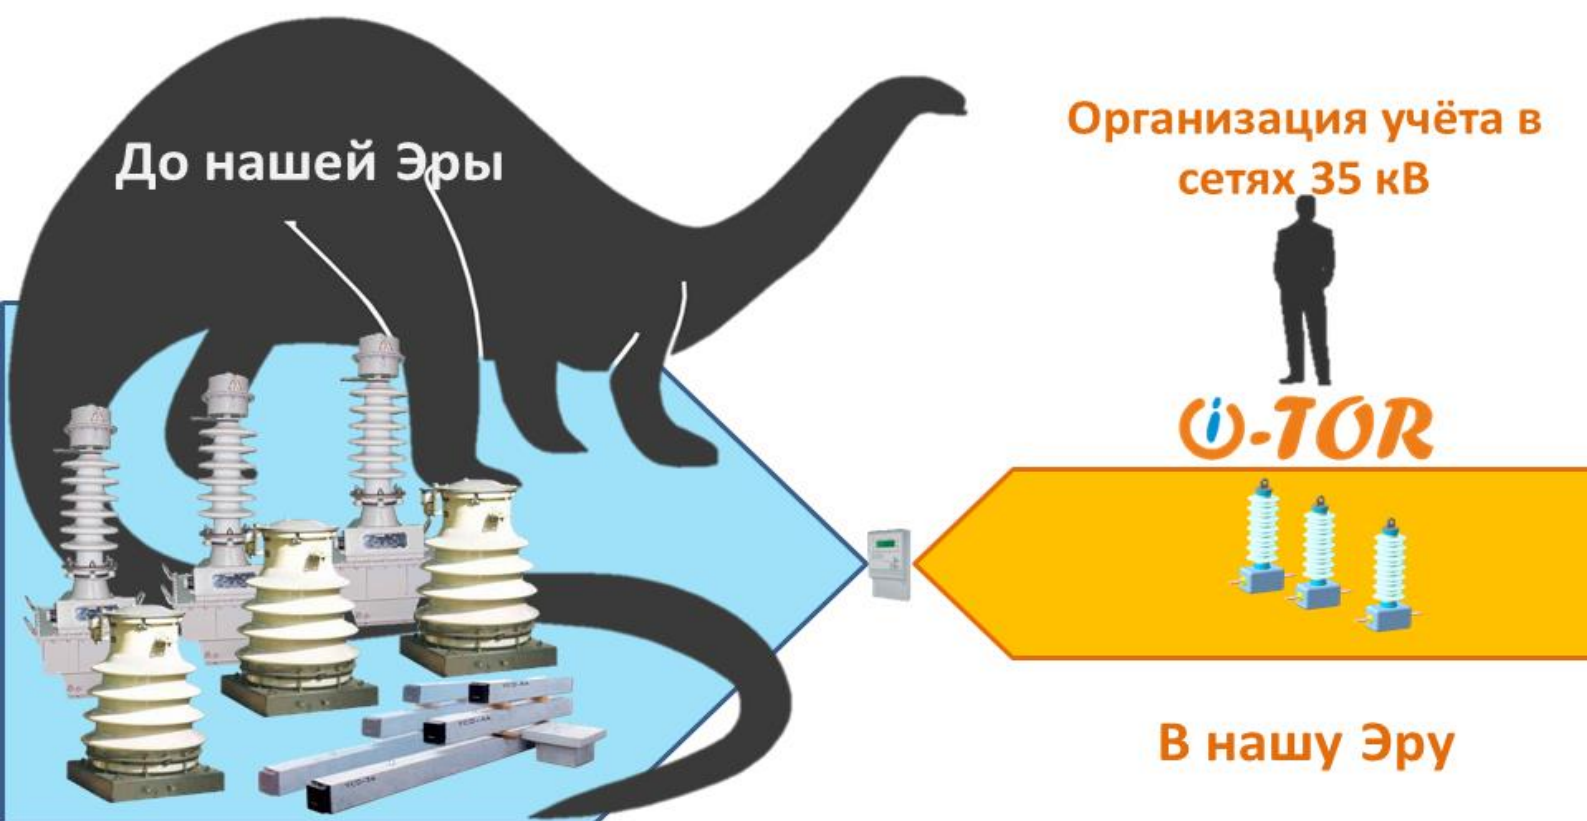 До нашей Эры
Организация учёта в
сетях 35 кВ
i-TOR
В нашу Эру